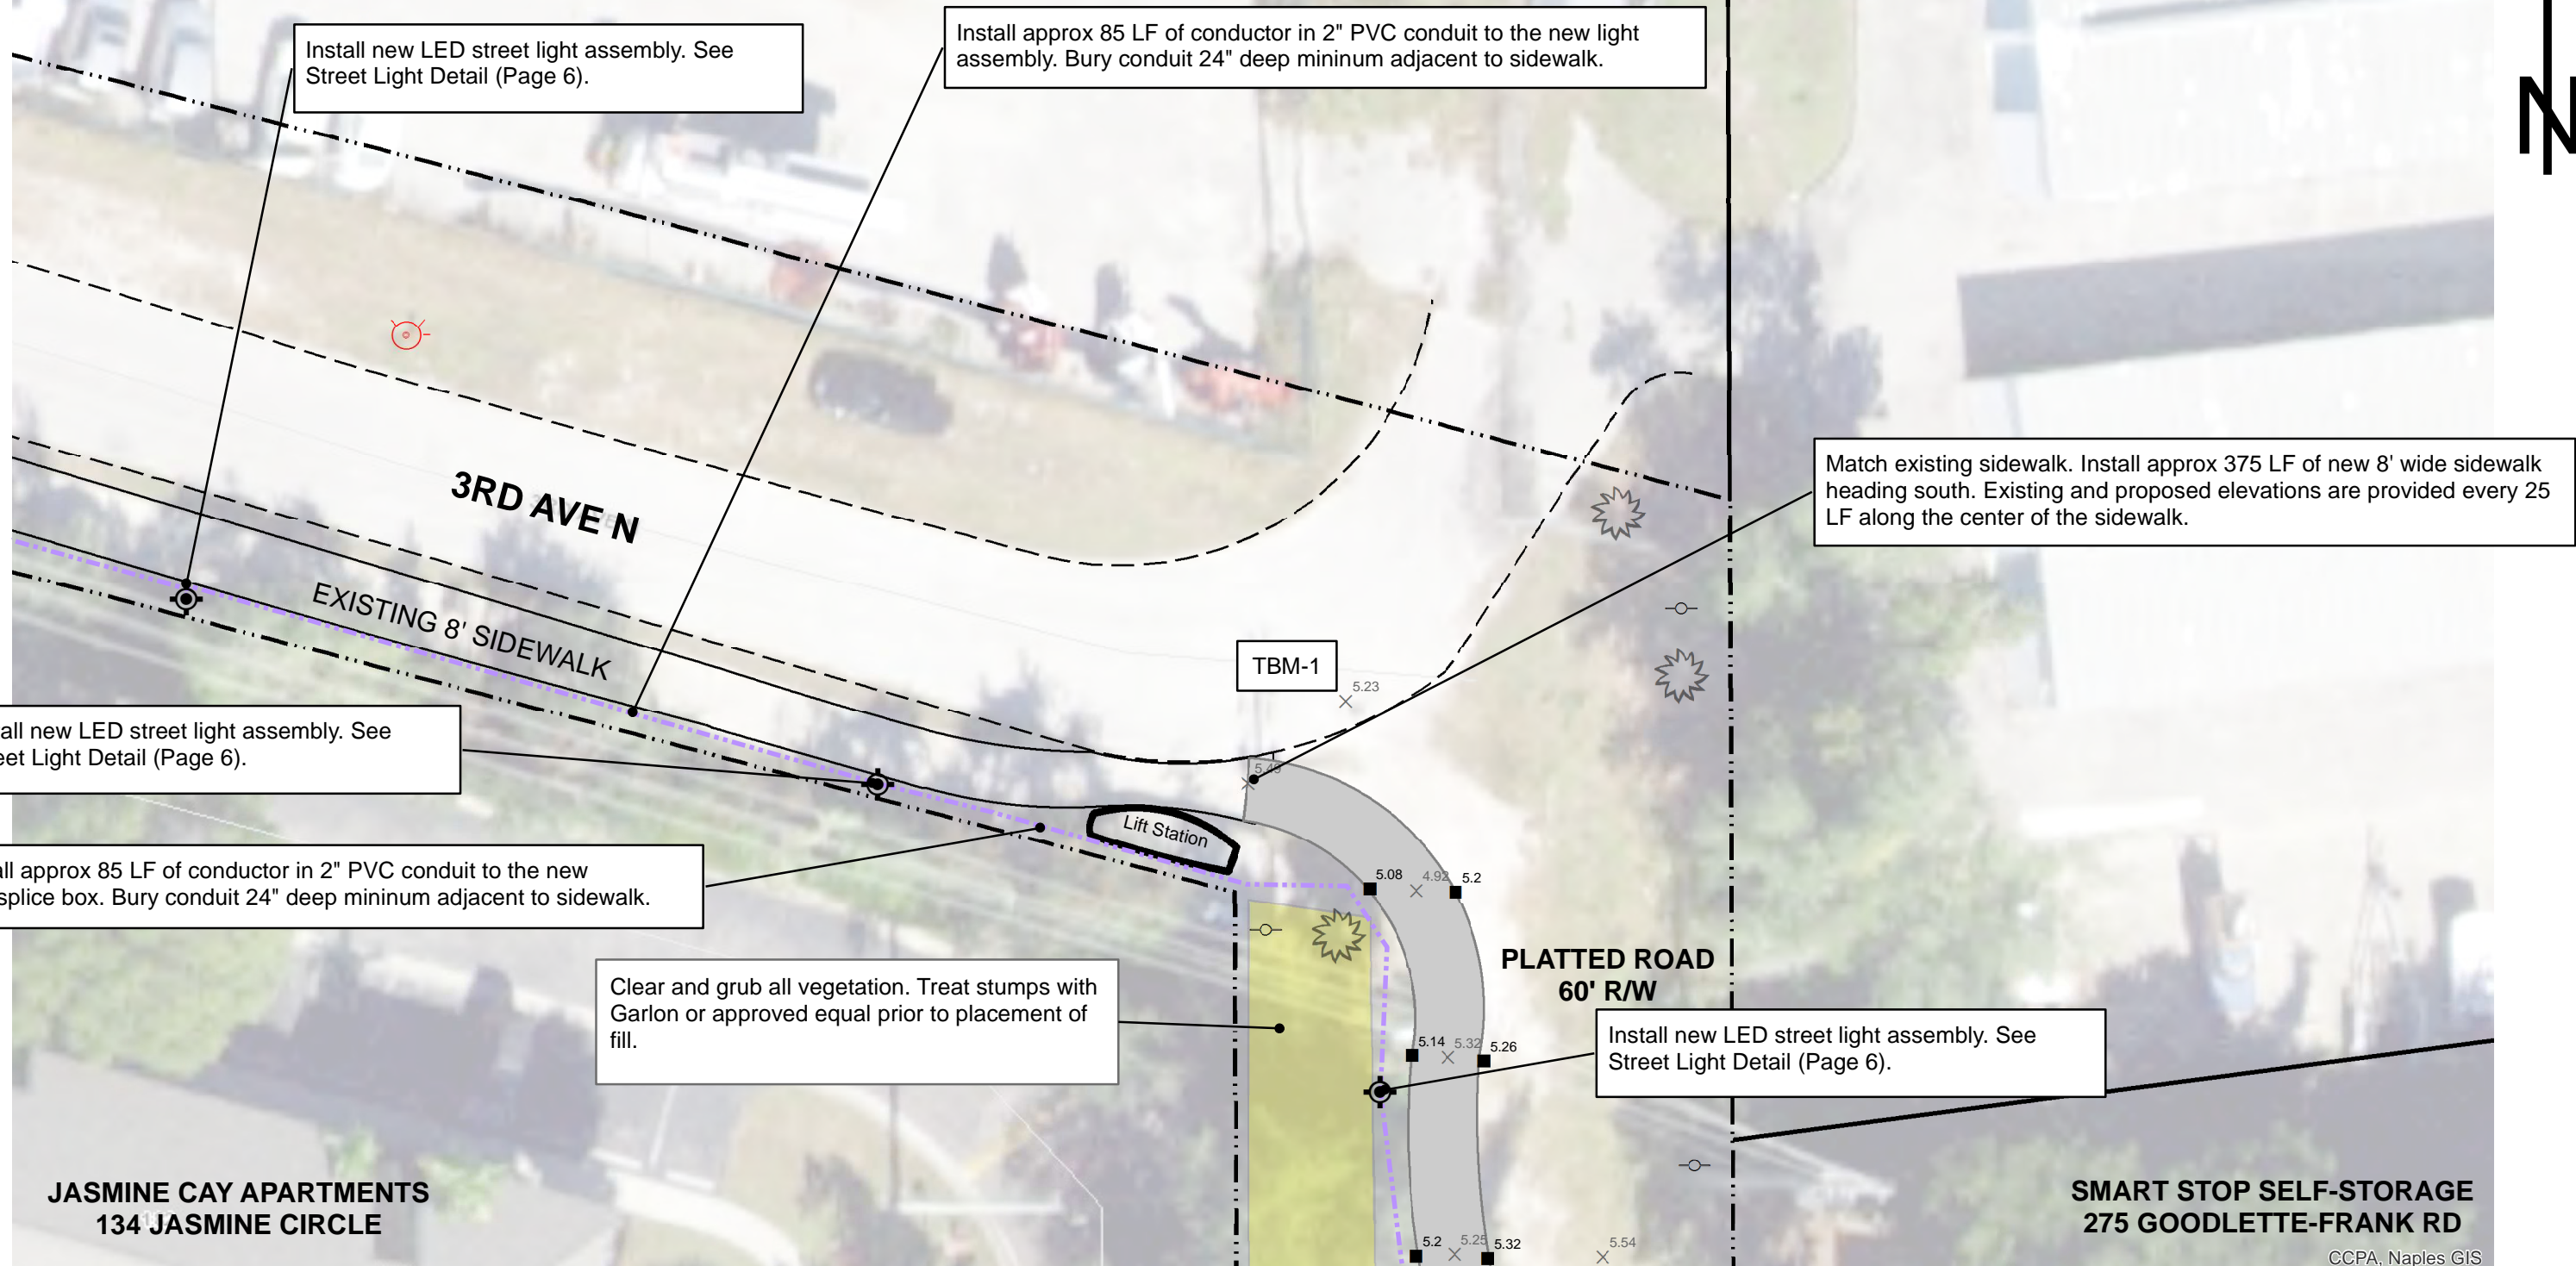 Install new LED street light assembly. See
Street Light Detail (Page 6).
Install approx 85 LF of conductor in 2" PVC conduit to the new light
assembly. Bury conduit 24" deep mininum adjacent to sidewalk.
N
Match existing sidewalk. Install approx 375 LF of new 8' wide sidewalk
heading south. Existing and proposed elevations are provided every 25
LF along the center of the sidewalk.
3RD AVE N
EXISTING 8' SIDEWALK
TBM-1
5.23
all new LED street light assembly. See
eet Light Detail (Page 6).
Lift Station
all approx 85 LF of conductor in 2" PVC conduit to the new
splice box. Bury conduit 24" deep mininum adjacent to sidewalk.
5.08
4.92
5.2
PLATTED ROAD
60' R/W
Clear and grub all vegetation. Treat stumps with
Garlon or approved equal prior to placement of
fill.
5.14
5.32
5.26
Install new LED street light assembly. See
Street Light Detail (Page 6).
JASMINE CAY APARTMENTS
134 JASMINE CIRCLE
SMART STOP SELF-STORAGE
275 GOODLETTE-FRANK RD
5.2
5.25
5.32
5.54
CCPA, Naples GIS